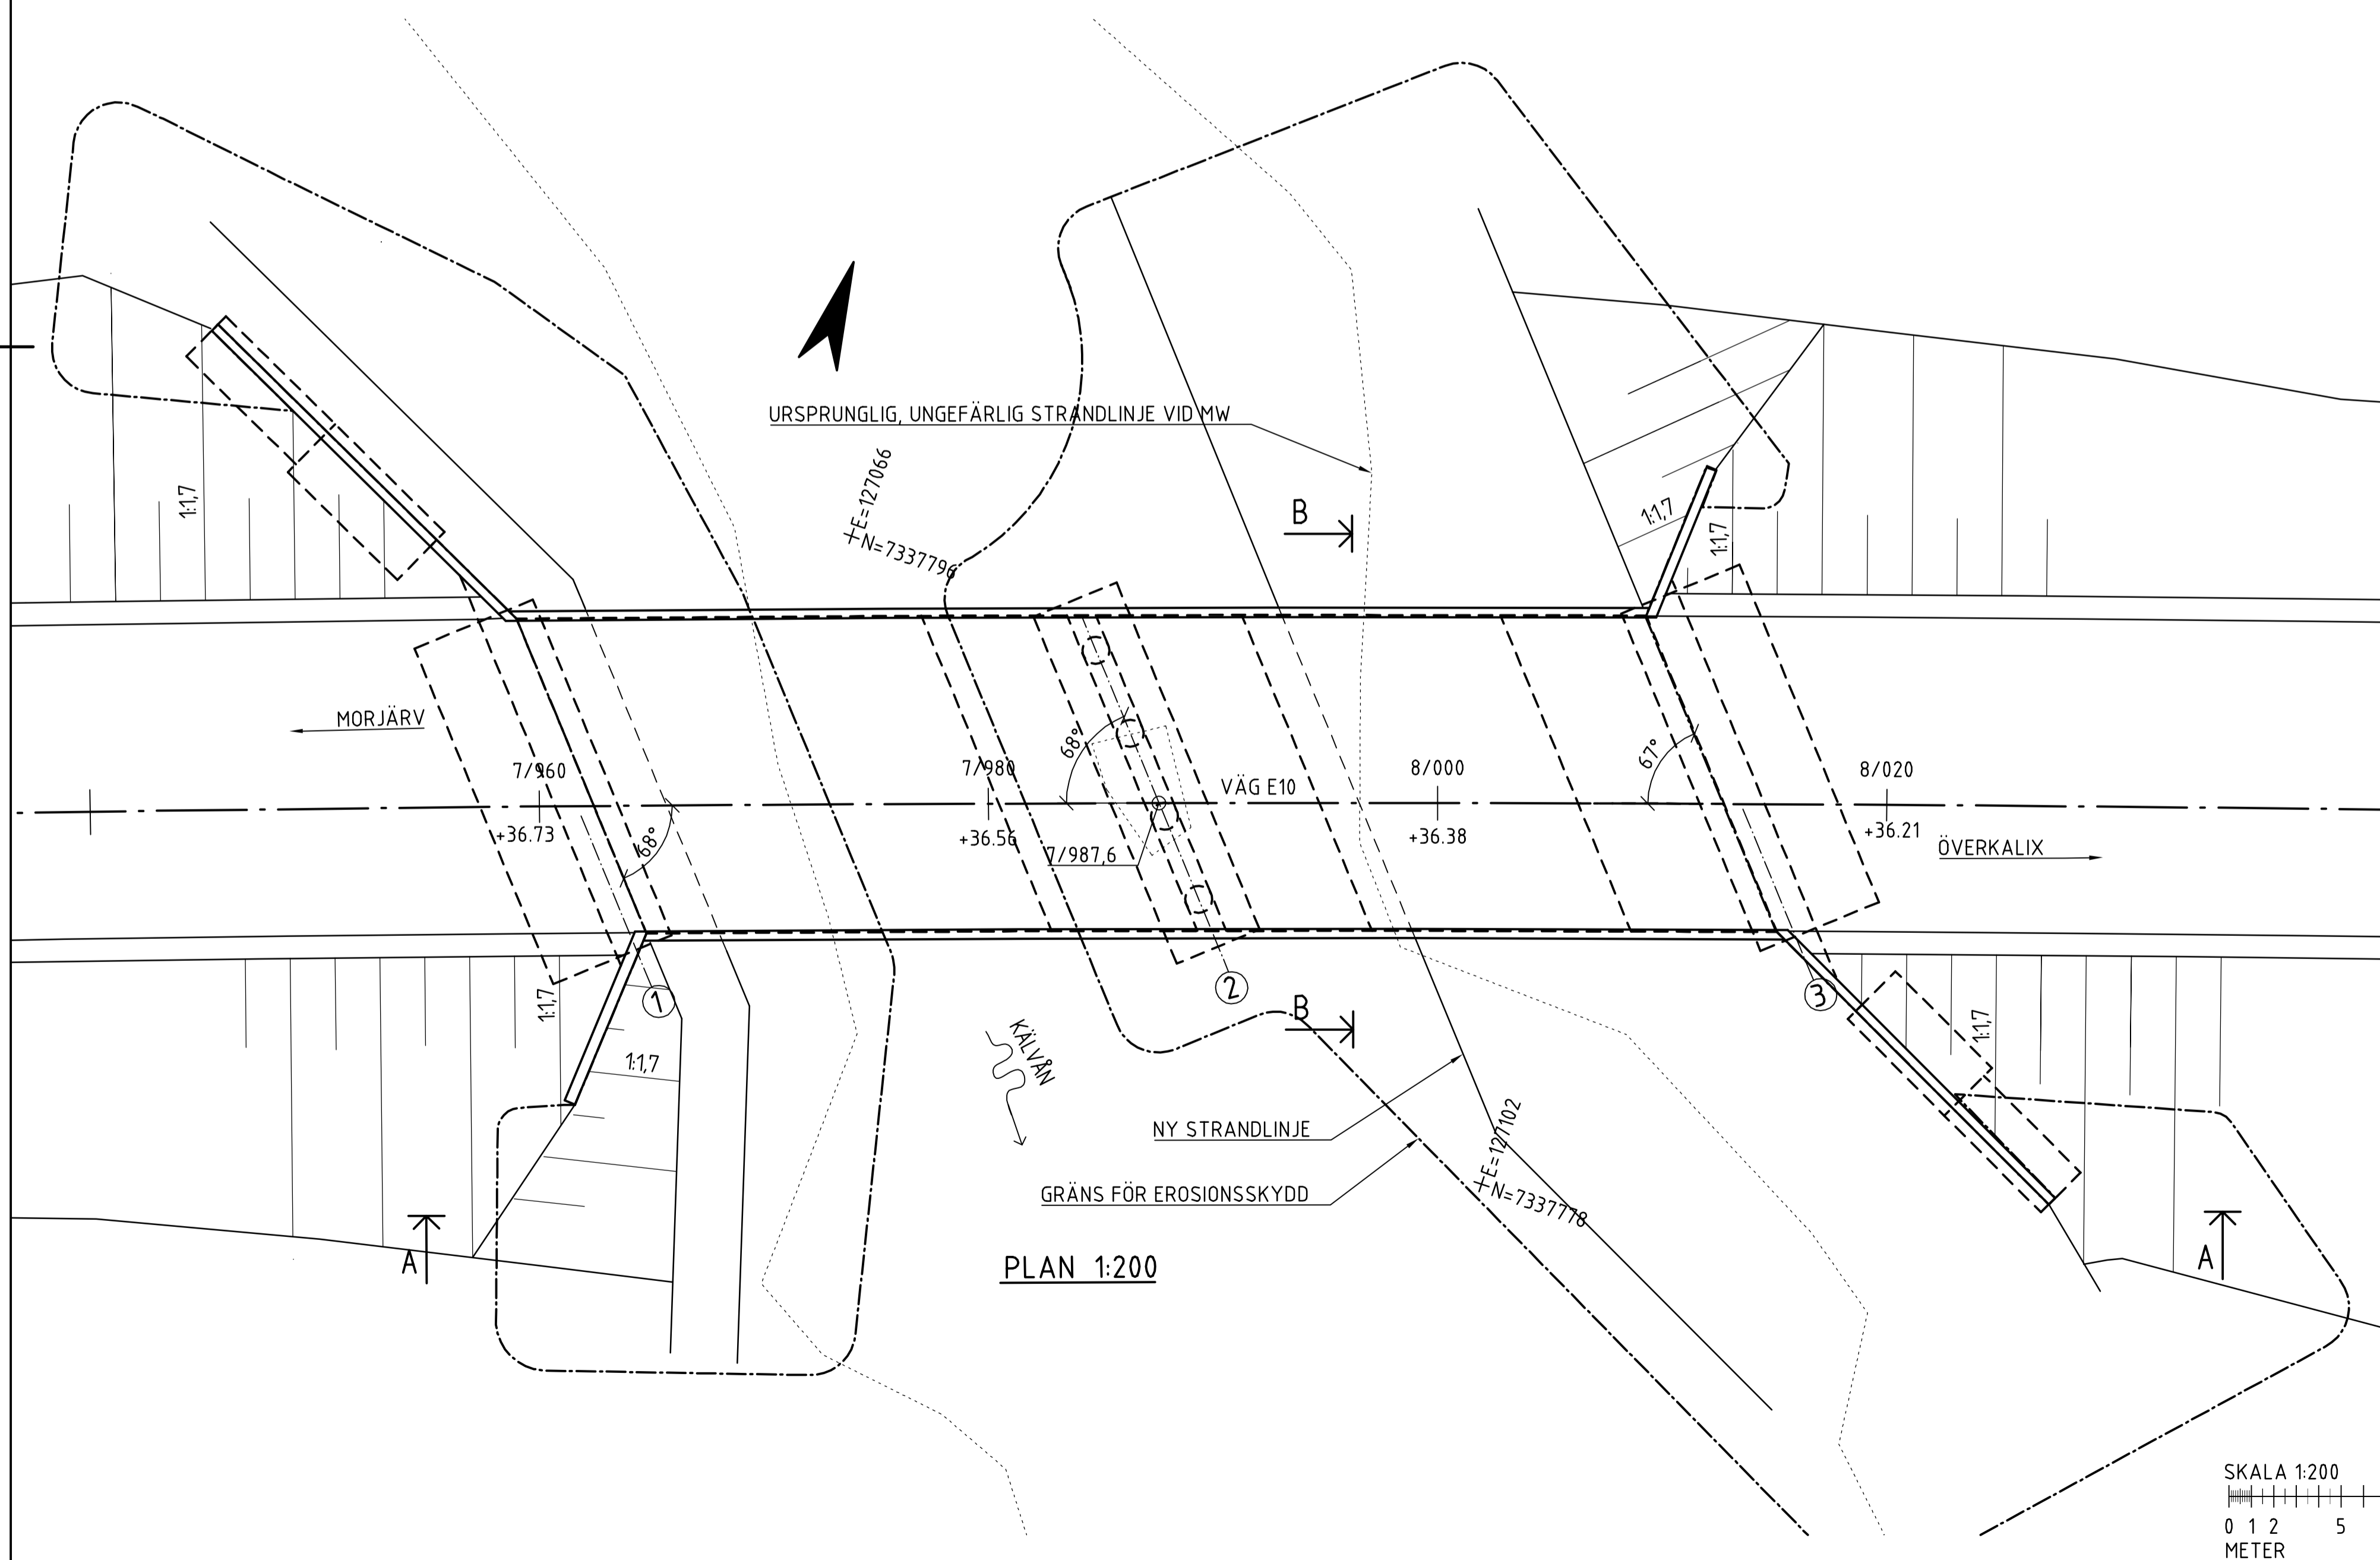 URSPRUNGLIG, UNGEFÄRLIG STRANDLINJE VID MW
E=127066
N=7337796
B
1:1,7
1:1,7
1:1,7
MORJÄRV
68°
67°
7/960
7/980
8/000
8/020
VÄG E10
+36.73
68°
+36.56
7/987,6
+36.38
+36.21
ÖVERKALIX
1
2
3
1:1,7
1:1,7
1:1,7
B
KÄLVÅN
NY STRANDLINJE
E=127102
N=7337778
GRÄNS FÖR EROSIONSSKYDD
A
A
PLAN 1:200
SKALA 1:200
0 1 2 5
METER